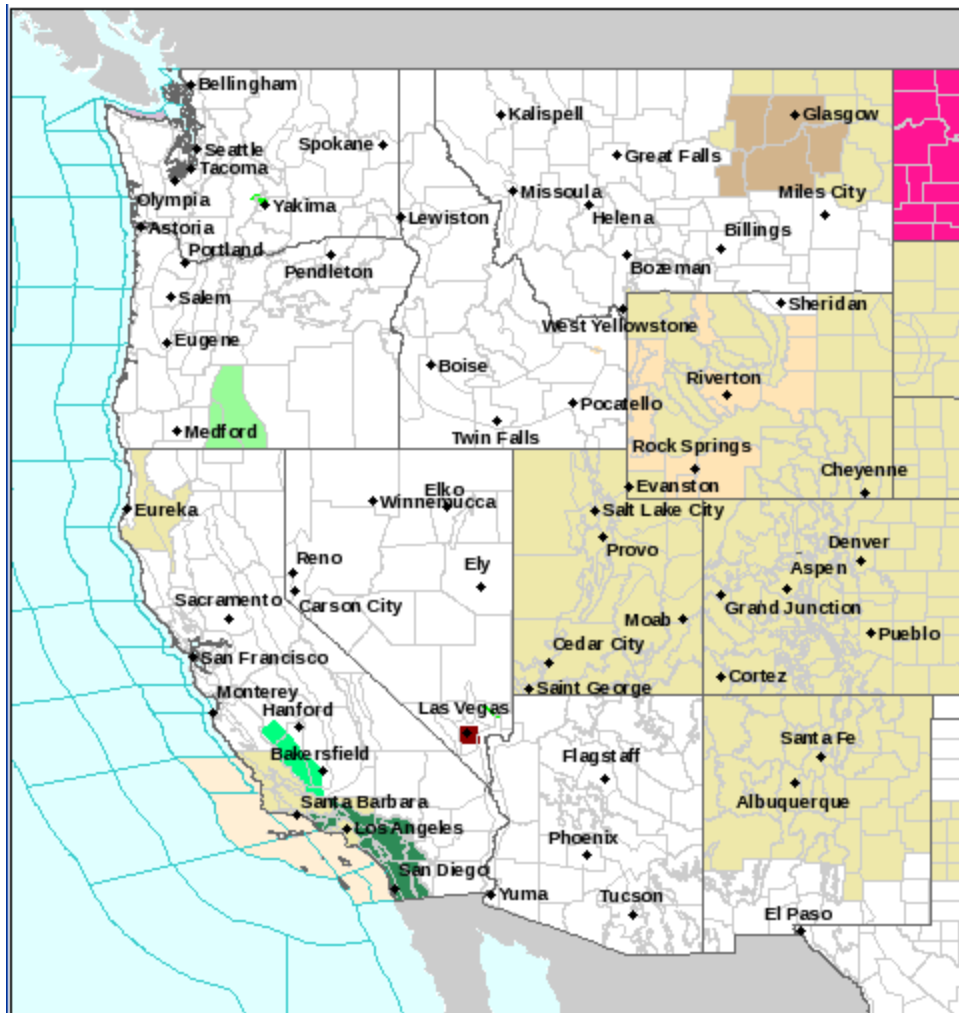 Bellingham
Kalispell
Glasgow
Seattle
Spokane
Great Falls
Tacoma
Olympia
Yakima
Missoula
Miles City
Helena
Lewiston
Astoria
Billings
Portland
Pendleton
Bozeman
Salem
Sheridan
West Yellowstone
Eugene
Boise
Riverton
Pocatello
Medford
Twin Falls
Rock Springs
Cheyenne
Elko
Evanston
Winnemucca
Eureka
Salt Lake City
Provo
Denver
Reno
Ely
Aspen
Sacramento
Carson City
Grand Junction
Moab
Pueblo
Cedar City
San Francisco
Cortez
Saint George
Monterey
Las Vegas
Hanford
Santa Fe
Bakersfield
Flagstaff
Albuquerque
Santa Barbara
Los Angeles
Phoenix
San Diego
Yuma
Tucson
El Paso